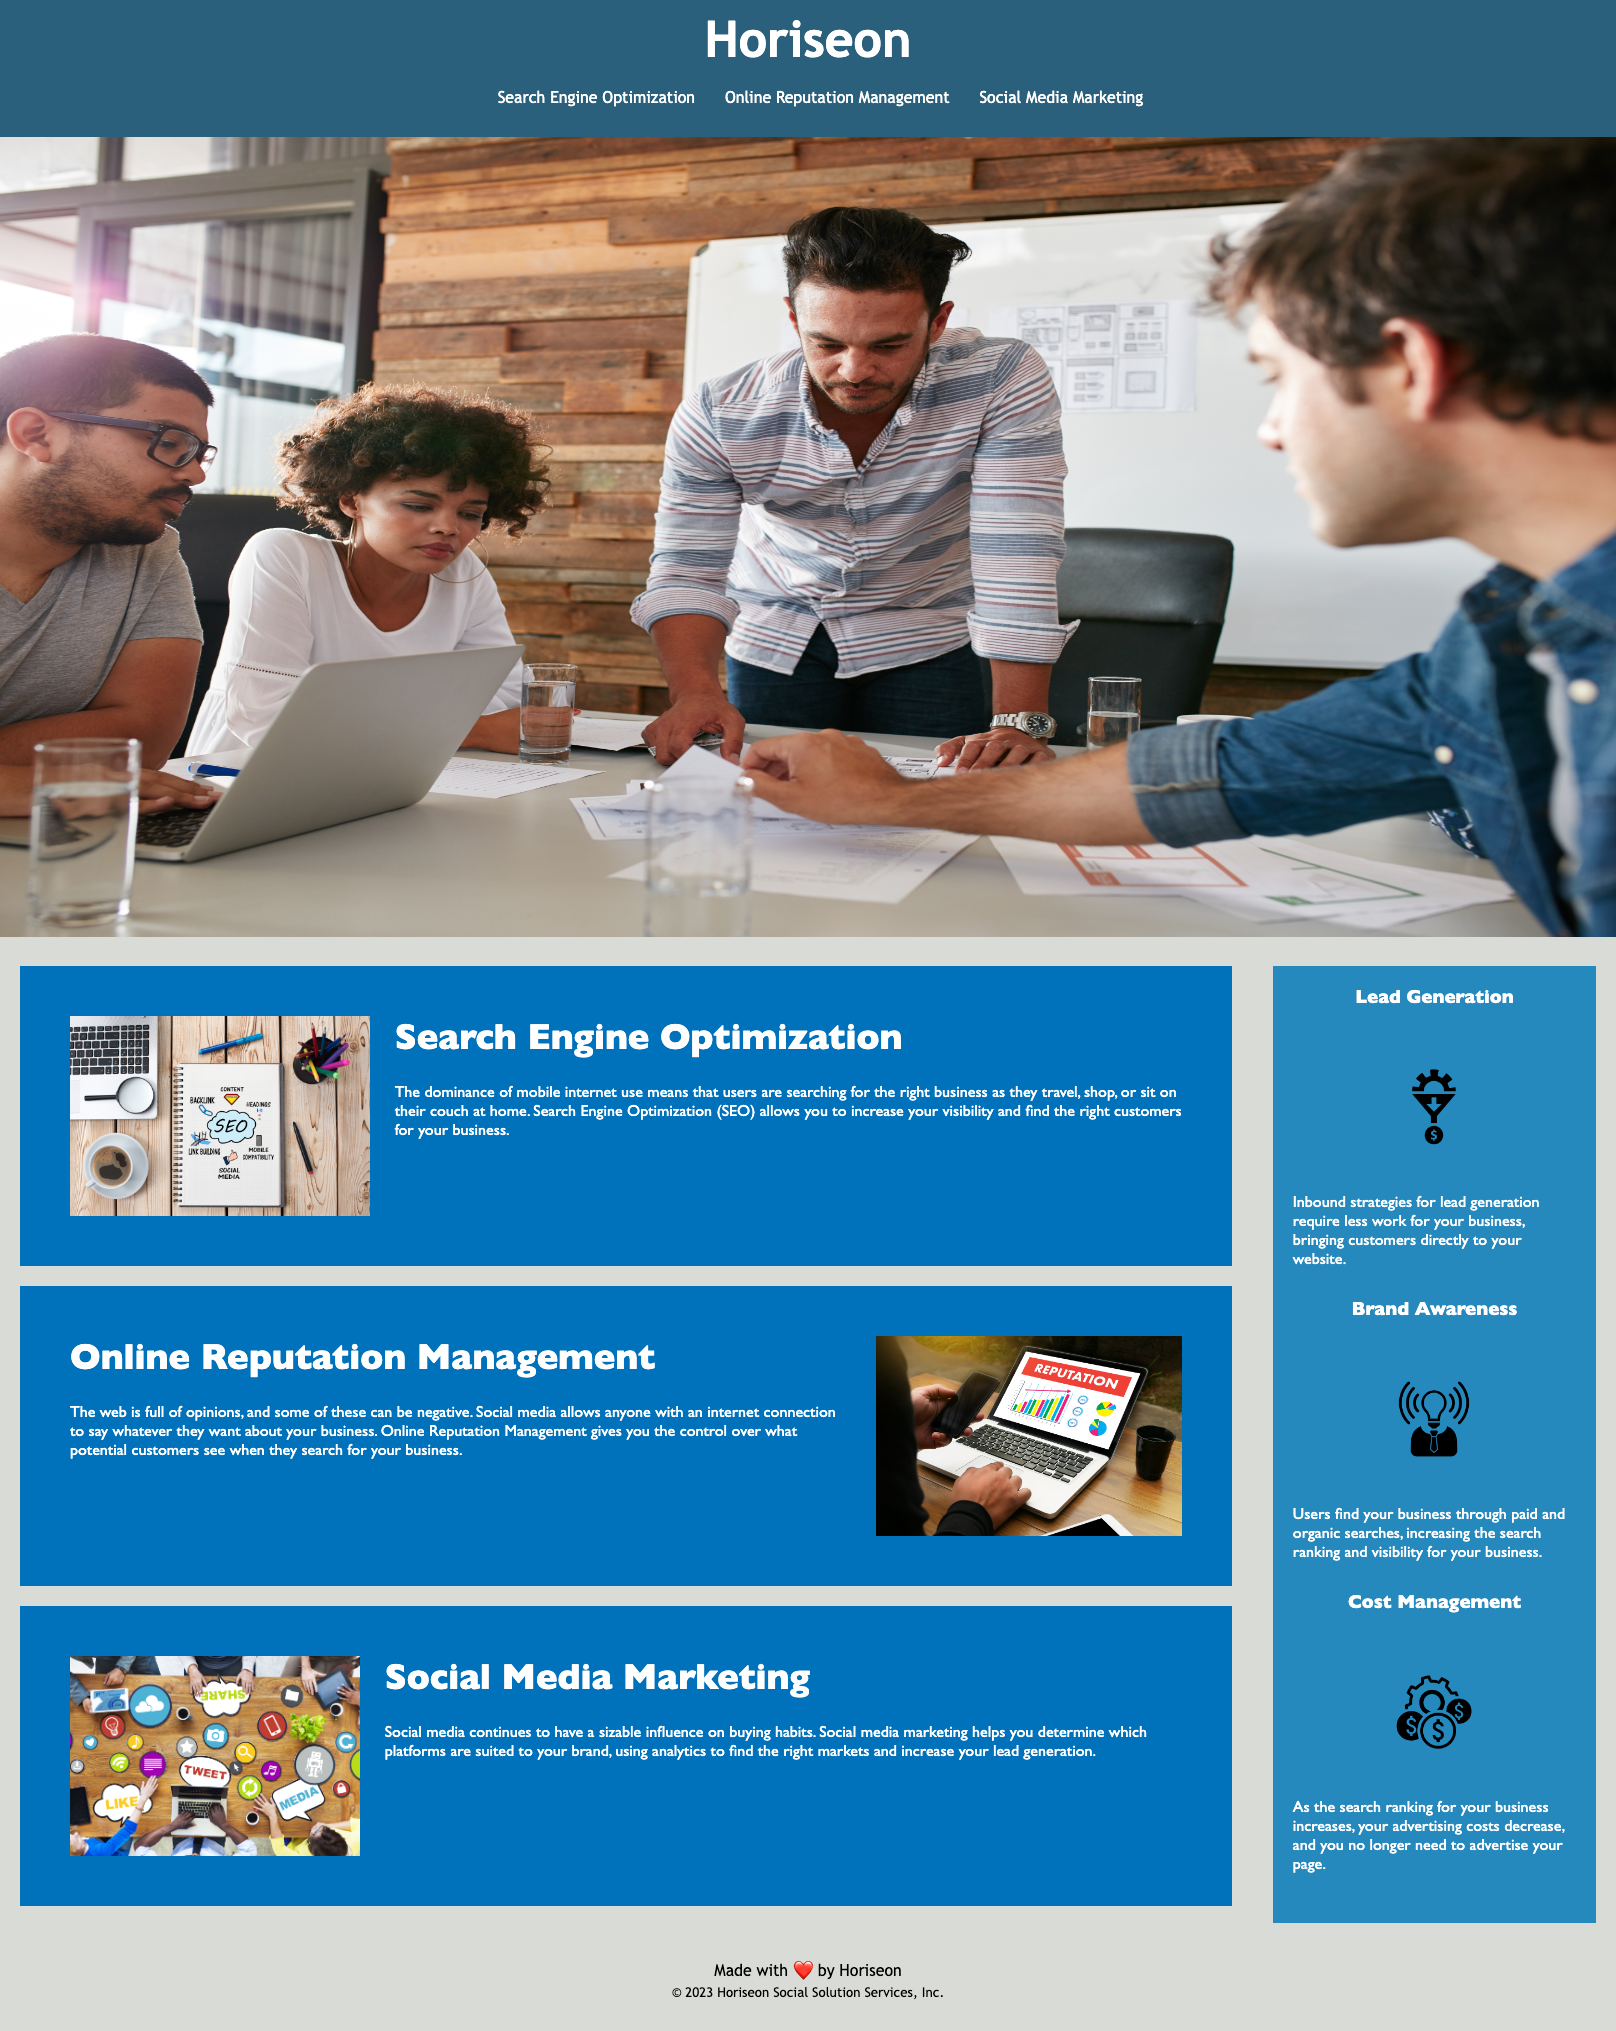 Horiseon
Search Engine Optimization Online Reputation Management Social Media Marketing
CONTENT
BACKLINK
HEADINGS
SEO
LINK BUILDING
MOBILE
COMPATIBILITY
SOCIAL
MEDIA
Search Engine Optimization
The dominance of mobile internet use means that users are searching for the right business as they travel, shop, or sit on
their couch at home. Search Engine Optimization (SEO) allows you to increase your visibility and find the right customers
for your business.
Online Reputation Management
The web is full of opinions, and some of these can be negative. Social media allows anyone with an internet connection
to say whatever they want about your business. Online Reputation Management gives you the control over what
potential customers see when they search for your business.
REPUTATION
SHARE
TWEET
LIKE
MEDIA
Social Media Marketing
Social media continues to have a sizable influence on buying habits. Social media marketing helps you determine which
platforms are suited to your brand, using analytics to find the right markets and increase your lead generation.
Lead Generation
$
Inbound strategies for lead generation
require less work for your business,
bringing customers directly to your
website.
Brand Awareness
Users find your business through paid and
organic searches, increasing the search
ranking and visibility for your business.
Cost Management
$ $ $
As the search ranking for your business
increases, your advertising costs decrease,
and you no longer need to advertise your
page.
Made with ❤️ by Horiseon
© 2023 Horiseon Social Solution Services, Inc.